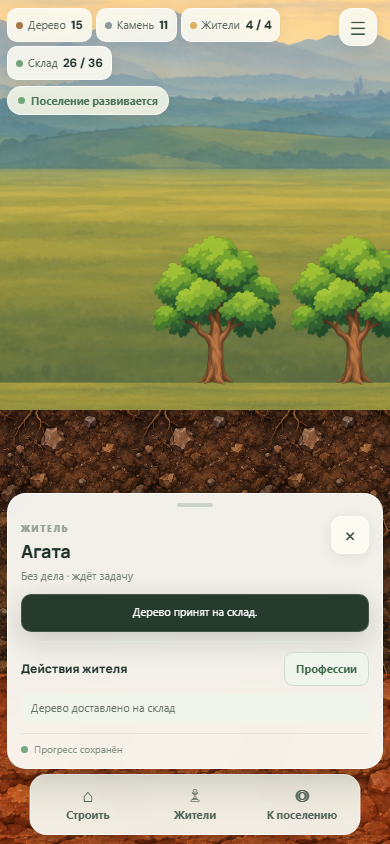 Дерево 15
Камень 11
Жители 4 / 4
Склад 26 / 36
Поселение развивается
ЖИТЕЛЬ
Агата
Без дела · ждёт задачу
Дерево принят на склад.
Действия жителя
Профессии
Дерево доставлено на склад
Прогресс сохранён
Строить
Жители
К поселению